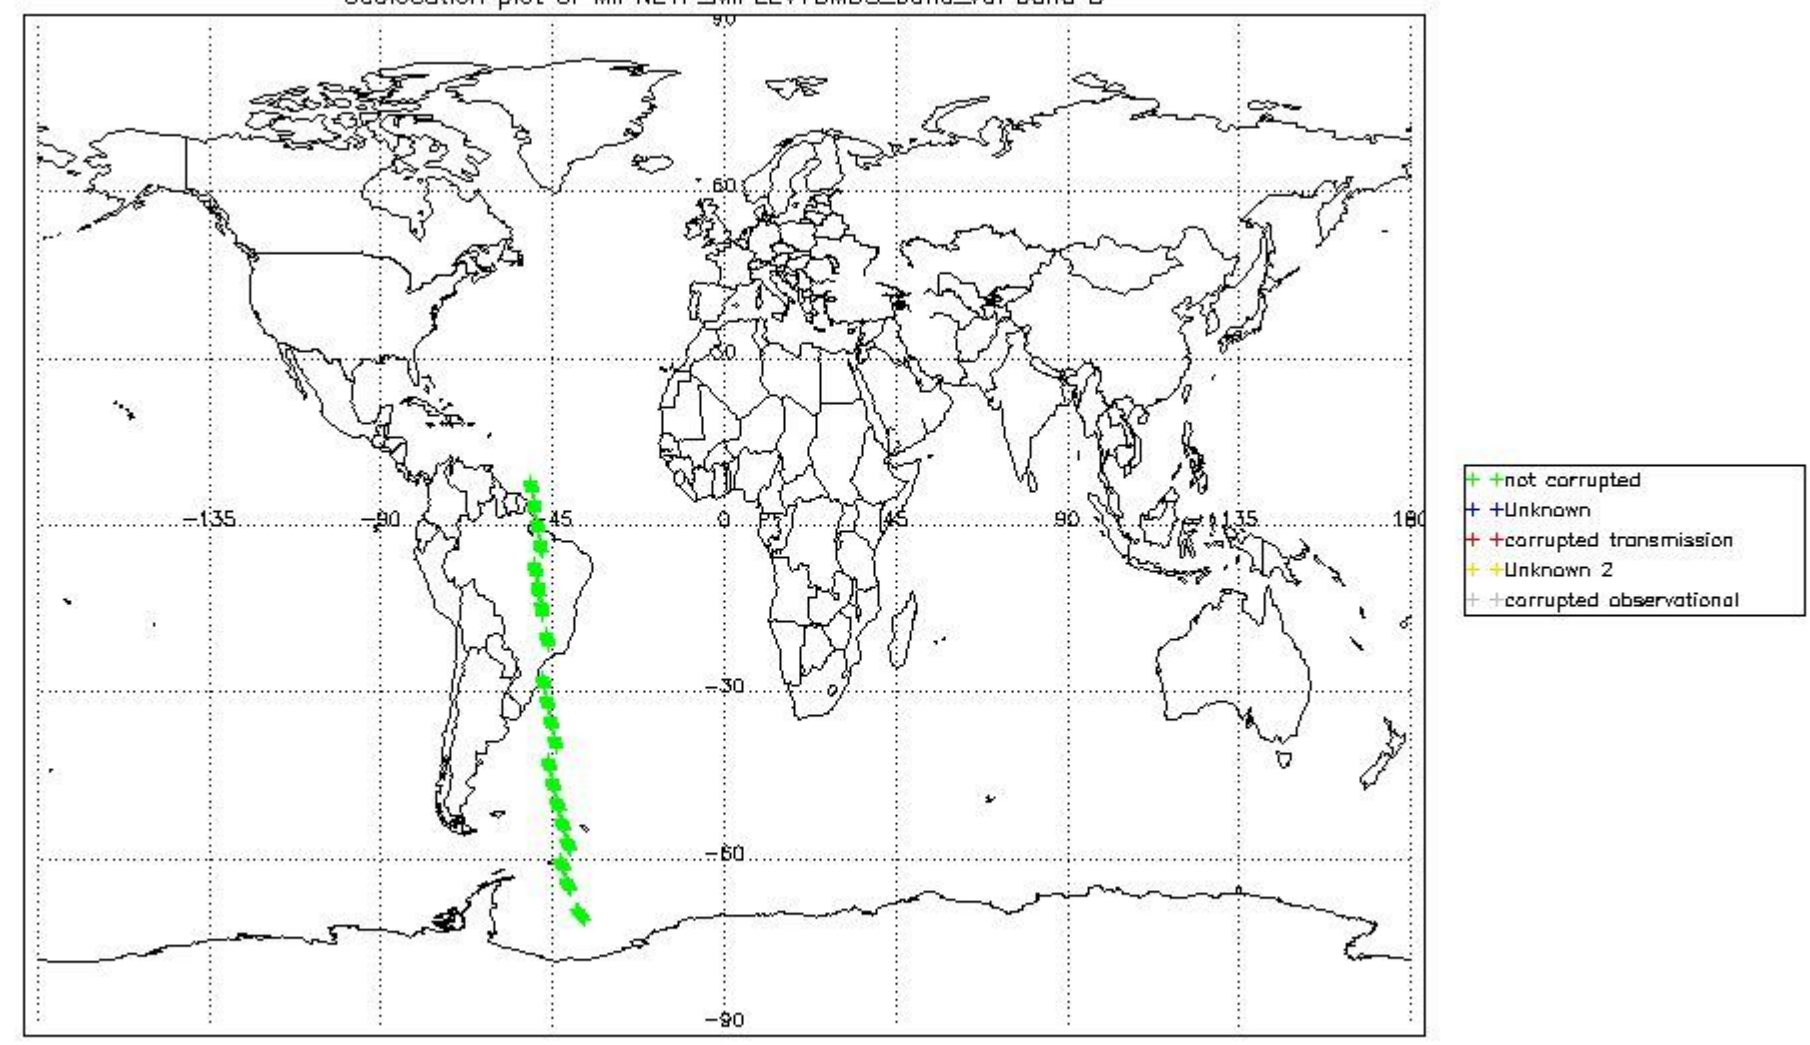 90
60
30
-135 -90 -45 0 45 90 135 180
-30
-60
-90
+ +not corrupted
+ +Unknown
+ +corrupted transmission
+ +Unknown 2
+ +corrupted observational